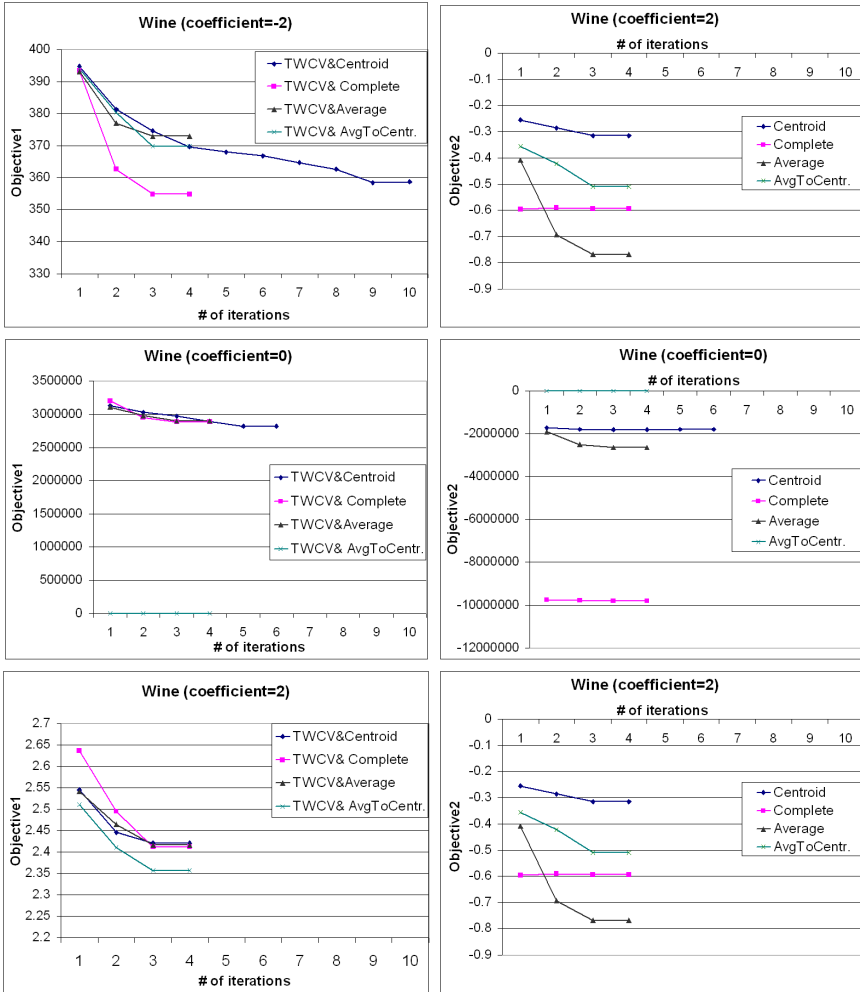 Wine (coefficient=-2)
400
390
380
370
360
350
340
330
Objective1
1 2 3 4 5 6 7 8 9 10
# of iterations
TWCV&Centroid
TWCV& Complete
TWCV&Average
TWCV& AvgToCentr.
Wine (coefficient=2)
# of iterations
1 2 3 4 5 6 7 8 9 10
0
-0.1
-0.2
-0.3
-0.4
-0.5
-0.6
-0.7
-0.8
-0.9
Objective2
Centroid
Complete
Average
AvgToCentr.
Wine (coefficient=0)
3500000
3000000
2500000
2000000
1500000
1000000
500000
0
Objective1
1 2 3 4 5 6 7 8 9 10
# of iterations
TWCV&Centroid
TWCV& Complete
TWCV&Average
TWCV& AvgToCentr.
Wine (coefficient=0)
# of iterations
1 2 3 4 5 6 7 8 9 10
0
-2000000
-4000000
-6000000
-8000000
-10000000
-12000000
Objective2
Centroid
Complete
Average
AvgToCentr.
Wine (coefficient=2)
2.7
2.65
2.6
2.55
2.5
2.45
2.4
2.35
2.3
2.25
2.2
Objective1
1 2 3 4 5 6 7 8 9 10
# of iterations
TWCV&Centroid
TWCV& Complete
TWCV&Average
TWCV& AvgToCentr.
Wine (coefficient=2)
# of iterations
1 2 3 4 5 6 7 8 9 10
0
-0.1
-0.2
-0.3
-0.4
-0.5
-0.6
-0.7
-0.8
-0.9
Objective2
Centroid
Complete
Average
AvgToCentr.